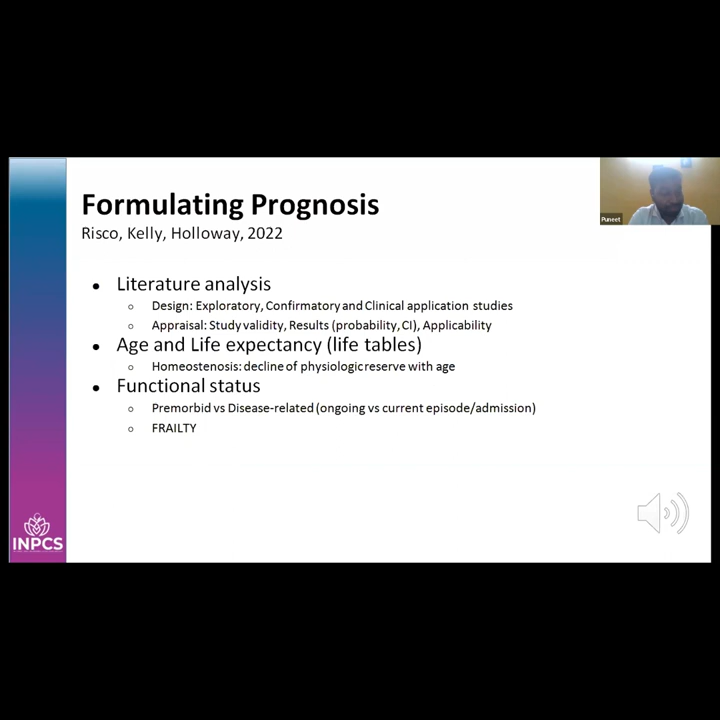 Formulating Prognosis
Risco, Kelly, Holloway, 2022
Puneet
• Literature analysis
○ Design: Exploratory, Confirmatory and Clinical application studies
○ Appraisal: Study validity, Results (probability, CI), Applicability
• Age and Life expectancy (life tables)
○ Homeostenosis: decline of physiologic reserve with age
• Functional status
○ Premorbid vs Disease-related (ongoing vs current episode/admission)
○ FRAILTY
INPCS